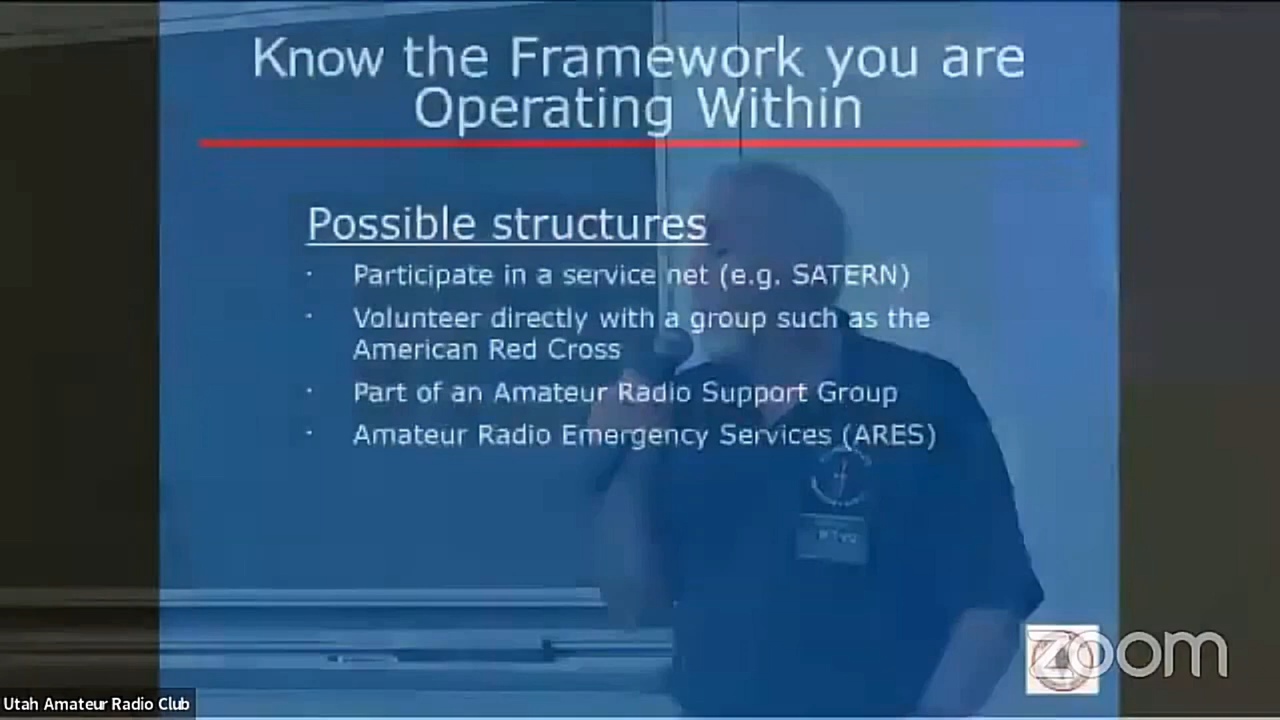 Know the Framework you are
Operating Within
Possible structures
· Participate in a service net (e.g. SATERN)
· Volunteer directly with a group such as the
American Red Cross
· Part of an Amateur Radio Support Group
· Amateur Radio Emergency Services (ARES)
zoom
Utah Amateur Radio Club